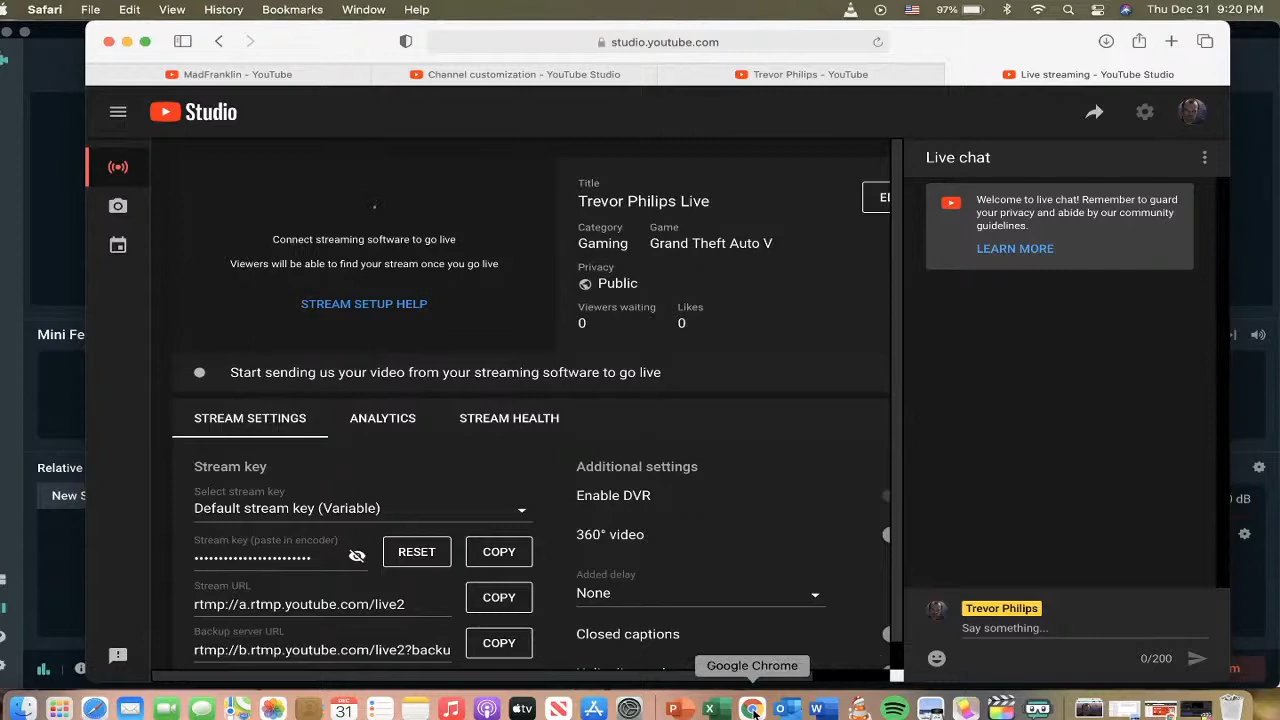 Safari File Edit View History Bookmarks Window Help 97% Thu Dec 31 9:20 PM
studio.youtube.com
MadFranklin - YouTube Channel customization - YouTube Studio Trevor Philips - YouTube Live streaming - YouTube Studio
Studio
Live chat
Welcome to live chat! Remember to guard
your privacy and abide by our community
guidelines.
LEARN MORE
Connect streaming software to go live
Viewers will be able to find your stream once you go live
STREAM SETUP HELP
Title
Trevor Philips Live
Category Game
Gaming Grand Theft Auto V
Privacy
Public
Viewers waiting Likes
0 0
Mini Fe
Start sending us your video from your streaming software to go live
STREAM SETTINGS ANALYTICS STREAM HEALTH
Relative
New S
dB
Stream key
Select stream key
Default stream key (Variable)
Stream key (paste in encoder)
•••••••••••••••••••••••• RESET COPY
Stream URL
rtmp://a.rtmp.youtube.com/live2 COPY
Backup server URL
rtmp://b.rtmp.youtube.com/live2?backu COPY
Additional settings
Enable DVR
360° video
Added delay
None
Closed captions
Trevor Philips
Say something...
0/200
Google Chrome
DEC
31